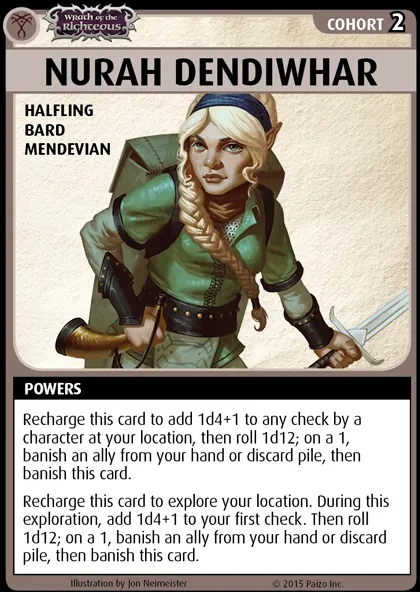 WRATH of the
RIGHTEOUS
COHORT 2
NURAH DENDIWHAR
HALFLING
BARD
MENDEVIAN
POWERS
Recharge this card to add 1d4+1 to any check by a
character at your location, then roll 1d12; on a 1,
banish an ally from your hand or discard pile, then
banish this card.
Recharge this card to explore your location. During this
exploration, add 1d4+1 to your first check. Then roll
1d12; on a 1, banish an ally from your hand or discard
pile, then banish this card.
Illustration by Jon Neimeister © 2015 Paizo Inc.